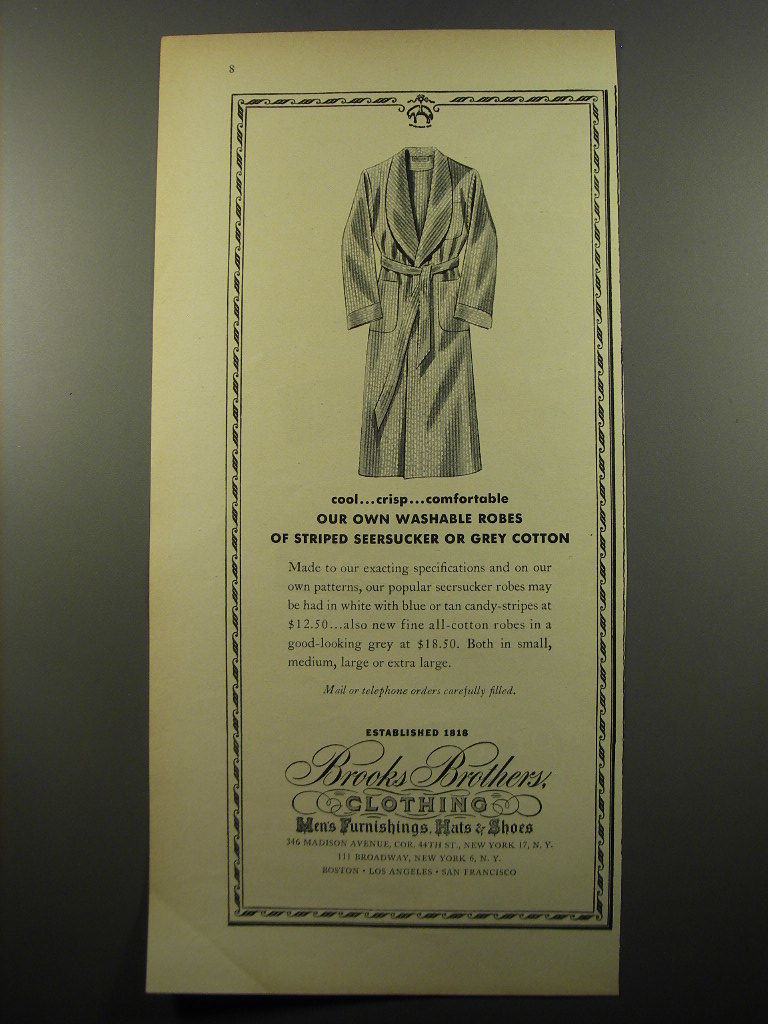 8
cool...crisp...comfortable
OUR OWN WASHABLE ROBES
OF STRIPED SEERSUCKER OR GREY COTTON
Made to our exacting specifications and on our
own patterns, our popular seersucker robes may
be had in white with blue or tan candy-stripes at
$12.50...also new fine all-cotton robes in a
good-looking grey at $18.50. Both in small,
medium, large or extra large.
Mail or telephone orders carefully filled.
ESTABLISHED 1818
Brooks Brothers,
CLOTHING
Men's Furnishings, Hats & Shoes
346 MADISON AVENUE, COR. 44TH ST., NEW YORK 17, N. Y.
111 BROADWAY, NEW YORK 6, N. Y.
BOSTON • LOS ANGELES • SAN FRANCISCO